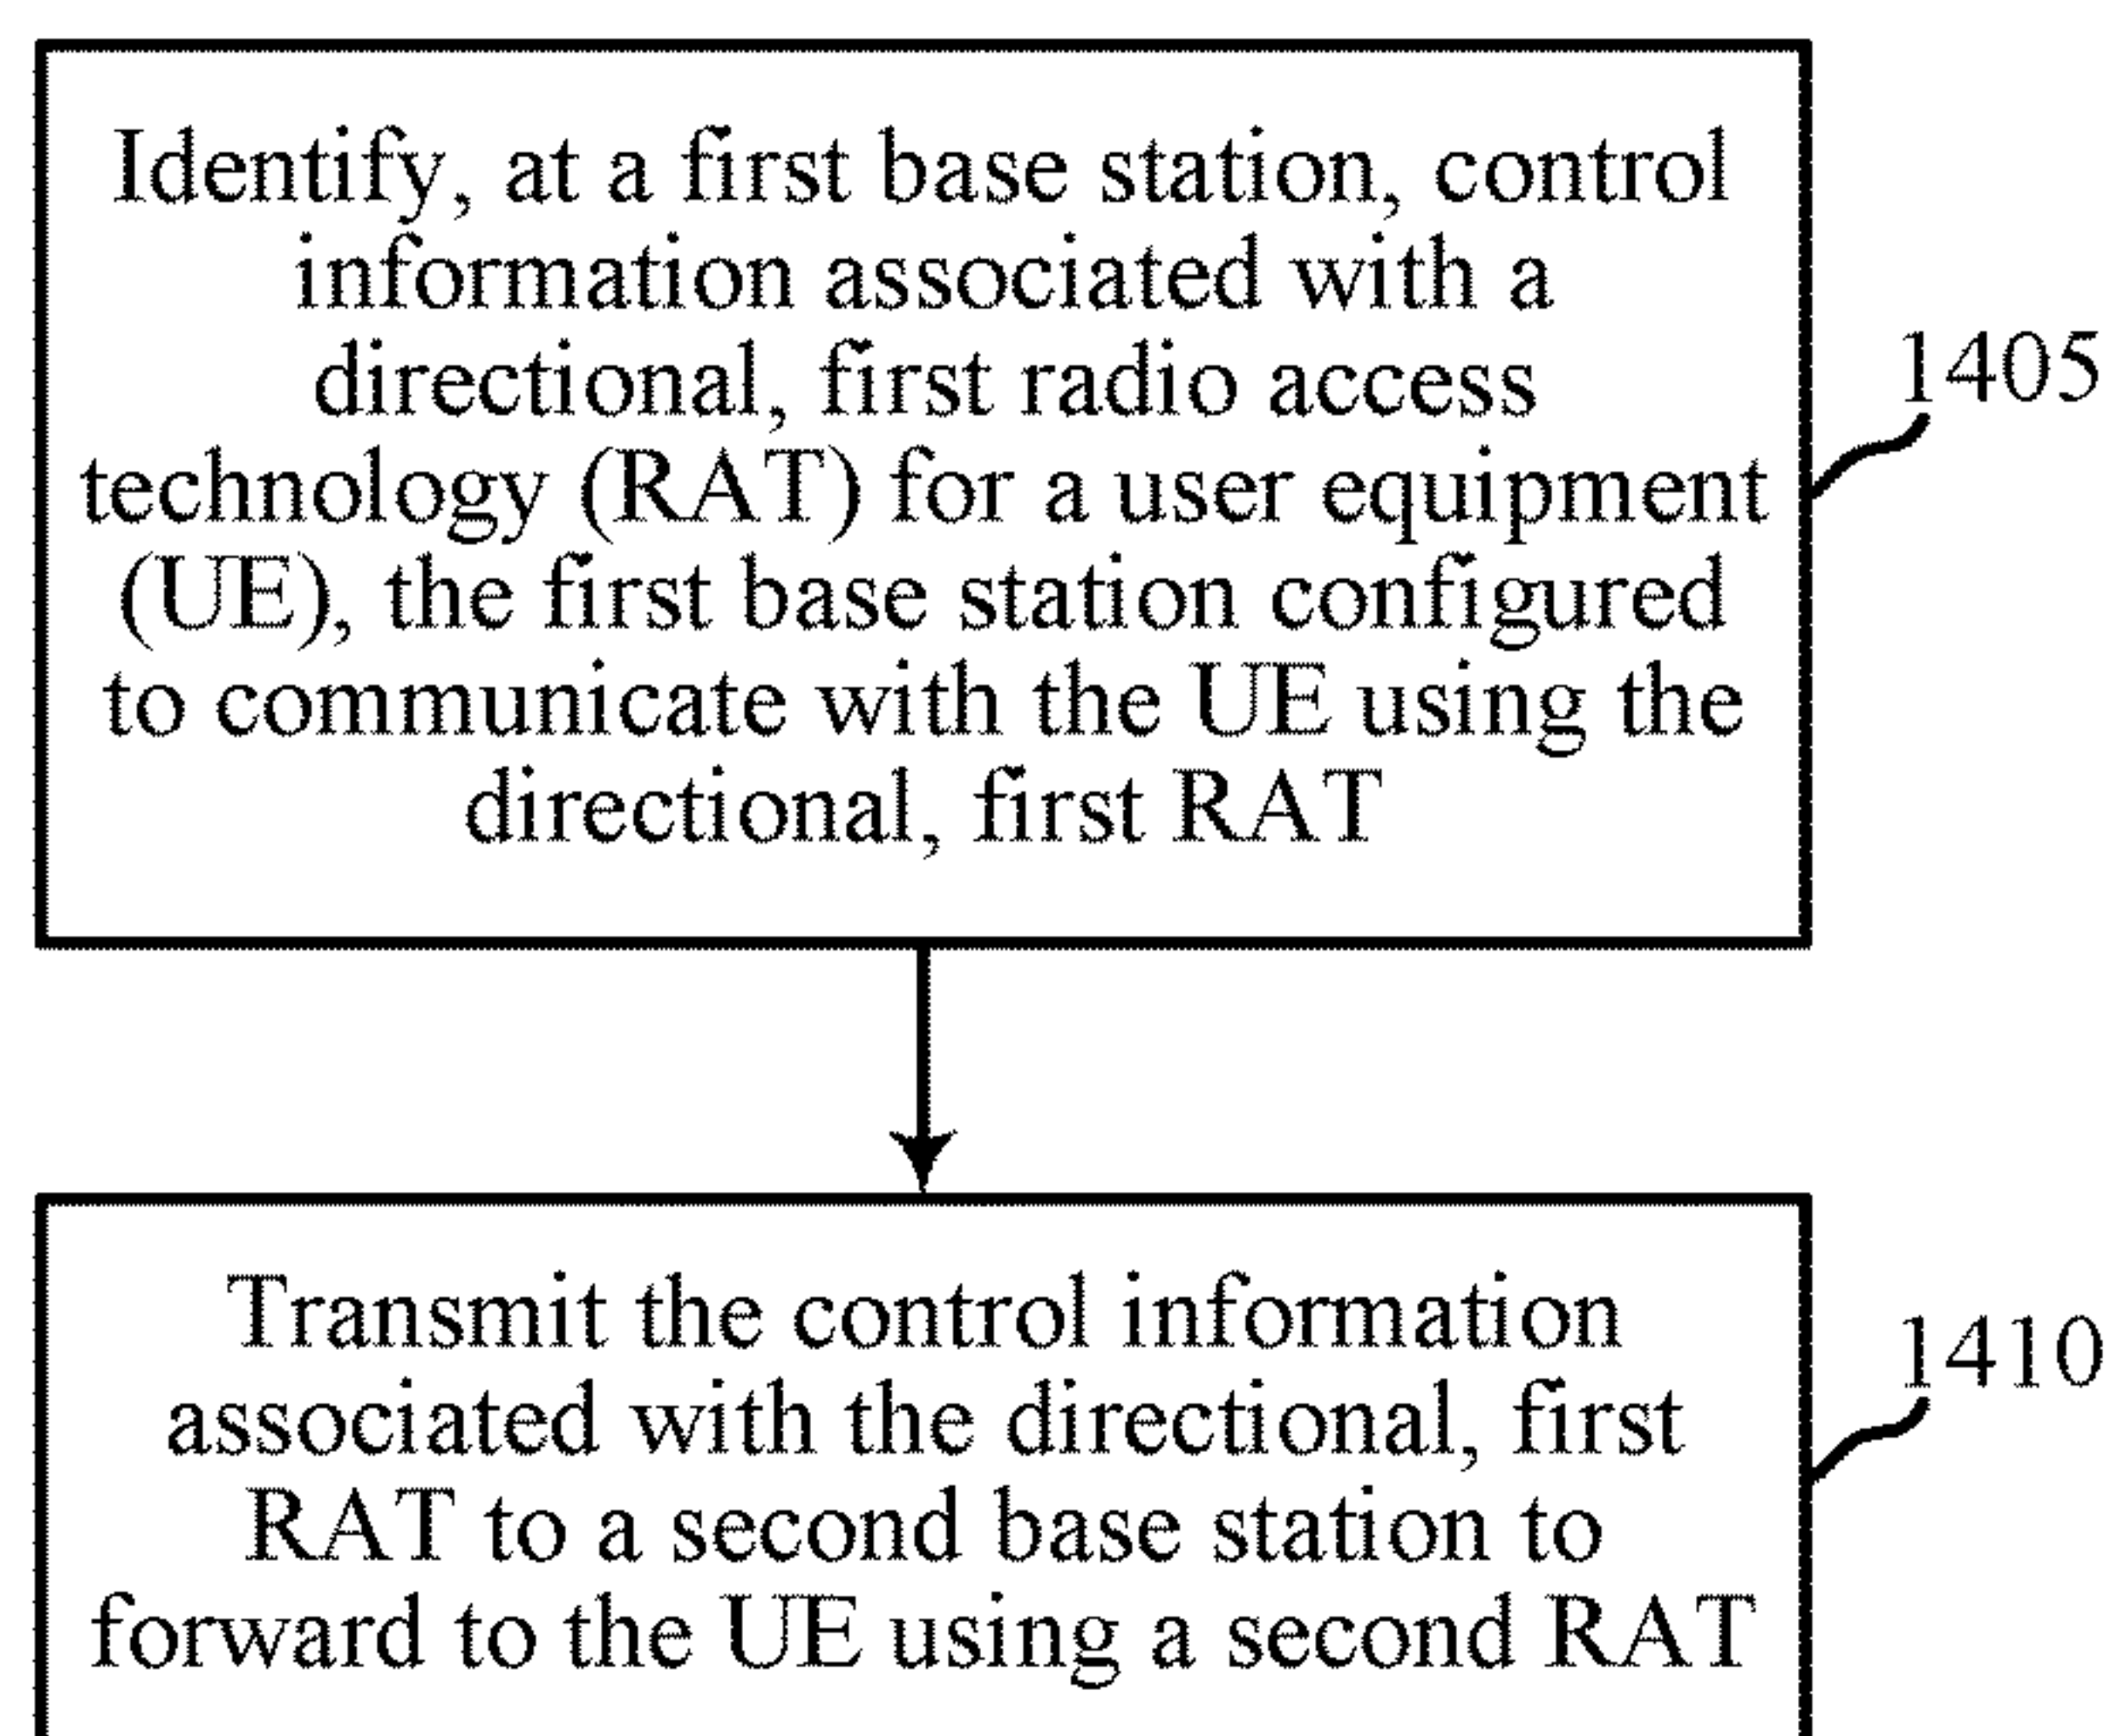 Identify, at a first base station, control
information associated with a
directional, first radio access
technology (RAT) for a user equipment
(UE), the first base station configured
to communicate with the UE using the
directional, first RAT
1405
Transmit the control information
associated with the directional, first
RAT to a second base station to
forward to the UE using a second RAT
1410